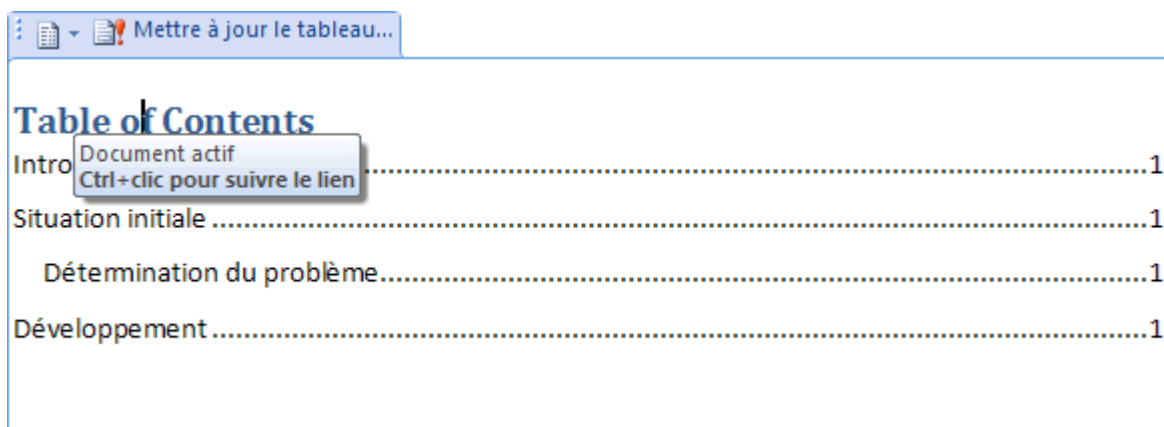 Mettre à jour le tableau...
Table of Contents
Document actif
Ctrl+clic pour suivre le lien
Intro....................1
Situation initiale....................1
Détermination du problème....................1
Développement....................1